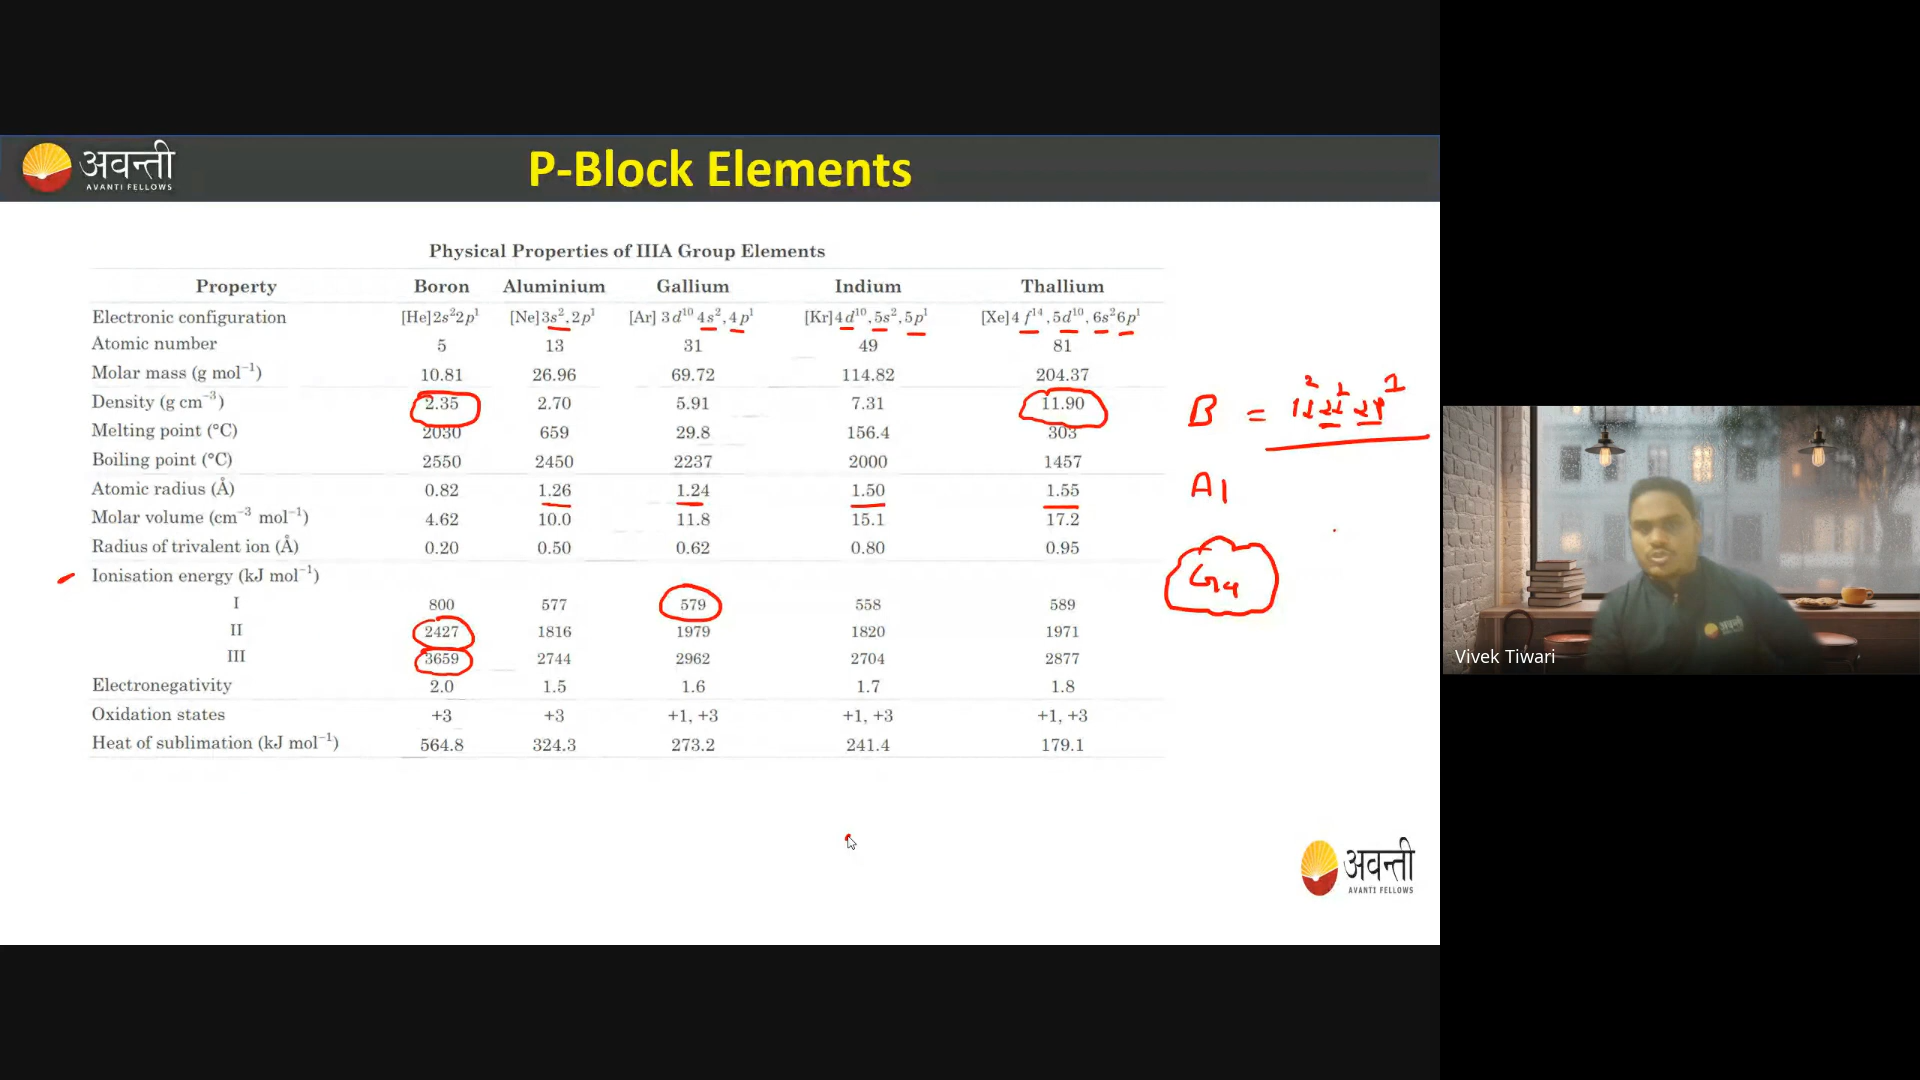 अवन्ती
AVANTI FELLOWS
P-Block Elements
Physical Properties of IIIA Group Elements
Property Boron Aluminium Gallium Indium Thallium
Electronic configuration [He]2s²2p¹ [Ne]3s²,2p¹ [Ar] 3d¹⁰ 4s²,4p¹ [Kr]4d¹⁰,5s²,5p¹ [Xe]4f¹⁴,5d¹⁰,6s²6p¹
Atomic number 5 13 31 49 81
Molar mass (g mol⁻¹) 10.81 26.96 69.72 114.82 204.37
Density (g cm⁻³) 2.35 2.70 5.91 7.31 11.90
Melting point (°C) 2030 659 29.8 156.4 303
Boiling point (°C) 2550 2450 2237 2000 1457
Atomic radius (Å) 0.82 1.26 1.24 1.50 1.55
Molar volume (cm⁻³ mol⁻¹) 4.62 10.0 11.8 15.1 17.2
Radius of trivalent ion (Å) 0.20 0.50 0.62 0.80 0.95
Ionisation energy (kJ mol⁻¹)
I 800 577 579 558 589
II 2427 1816 1979 1820 1971
III 3659 2744 2962 2704 2877
Electronegativity 2.0 1.5 1.6 1.7 1.8
Oxidation states +3 +3 +1, +3 +1, +3 +1, +3
Heat of sublimation (kJ mol⁻¹) 564.8 324.3 273.2 241.4 179.1
B = 1s² 2s² 2p¹
Al
Ga
अवन्ती
AVANTI FELLOWS
Vivek Tiwari
अवन्ती